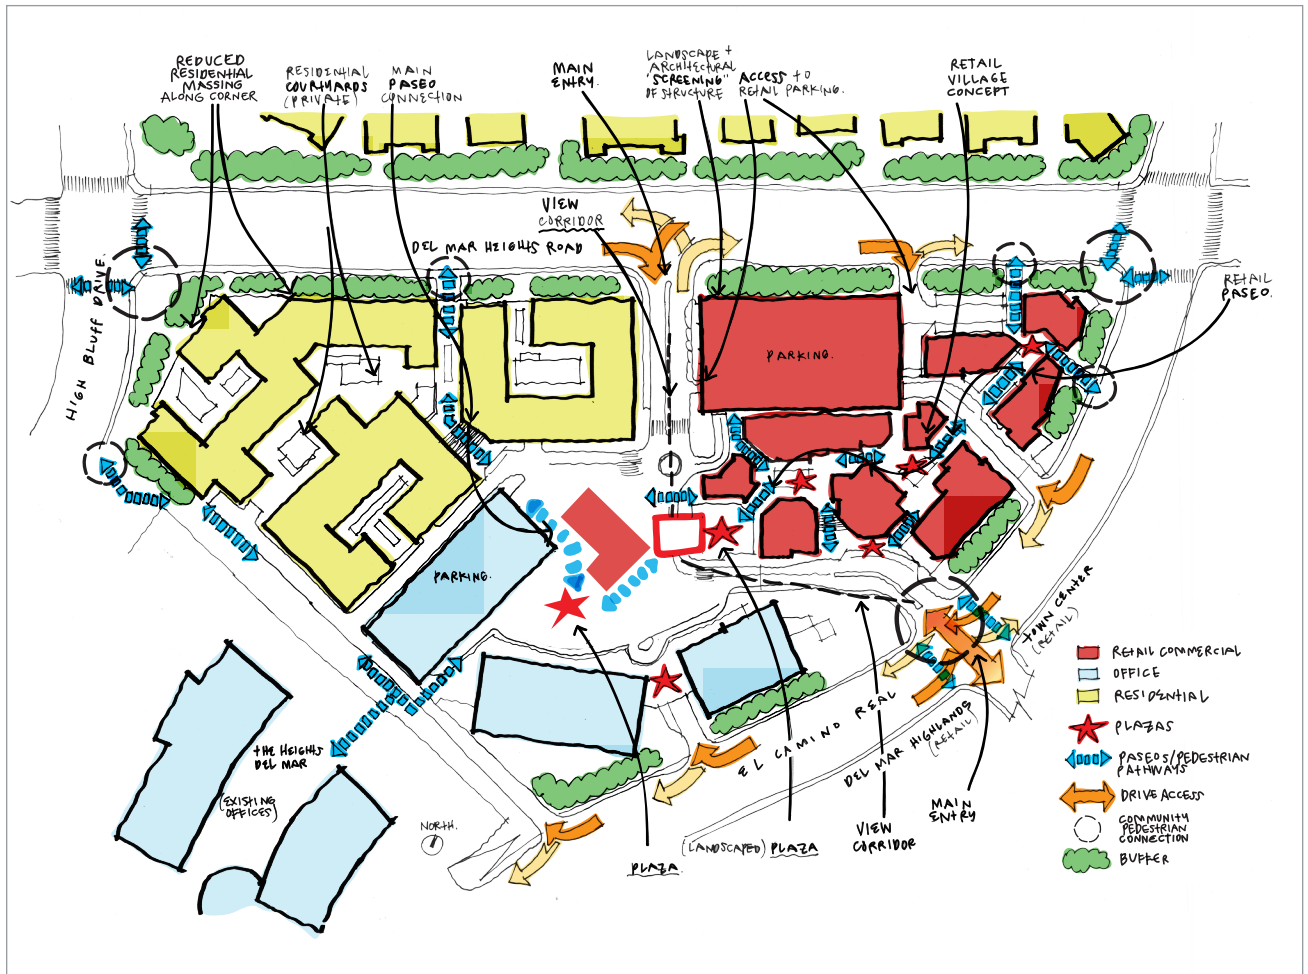 REDUCED
RESIDENTIAL
MASSING
ALONG CORNER
RESIDENTIAL
COURTYARDS
(PRIVATE)
MAIN
PASEO
CONNECTION
MAIN
ENTRY.
LANDSCAPE +
ARCHITECTURAL
"SCREENING"
OF STRUCTURE
ACCESS TO
RETAIL PARKING.
RETAIL
VILLAGE
CONCEPT
VIEW
CORRIDOR
DEL MAR HEIGHTS ROAD
HIGH BLUFF DRIVE.
RETAIL
PASEO.
PARKING.
PARKING.
TOWN CENTER
(RETAIL)
EL CAMINO REAL
DEL MAR HIGHLANDS
(RETAIL)
THE HEIGHTS
DEL MAR
(EXISTING
OFFICES)
NORTH.
PLAZA.
(LANDSCAPED) PLAZA
VIEW
CORRIDOR
MAIN
ENTRY
RETAIL COMMERCIAL
OFFICE
RESIDENTIAL
PLAZAS
PASEOS/PEDESTRIAN
PATHWAYS
DRIVE ACCESS
COMMUNITY
PEDESTRIAN
CONNECTION
BUFFER